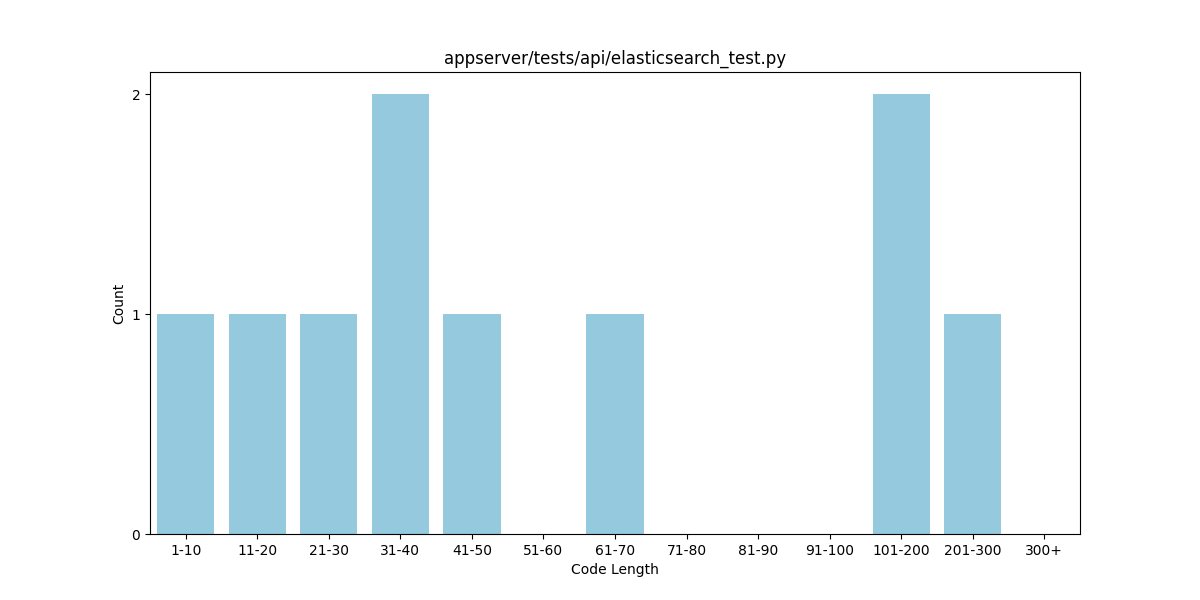 appserver/tests/api/elasticsearch_test.py
2
1
0
Count
1-10 11-20 21-30 31-40 41-50 51-60 61-70 71-80 81-90 91-100 101-200 201-300 300+
Code Length